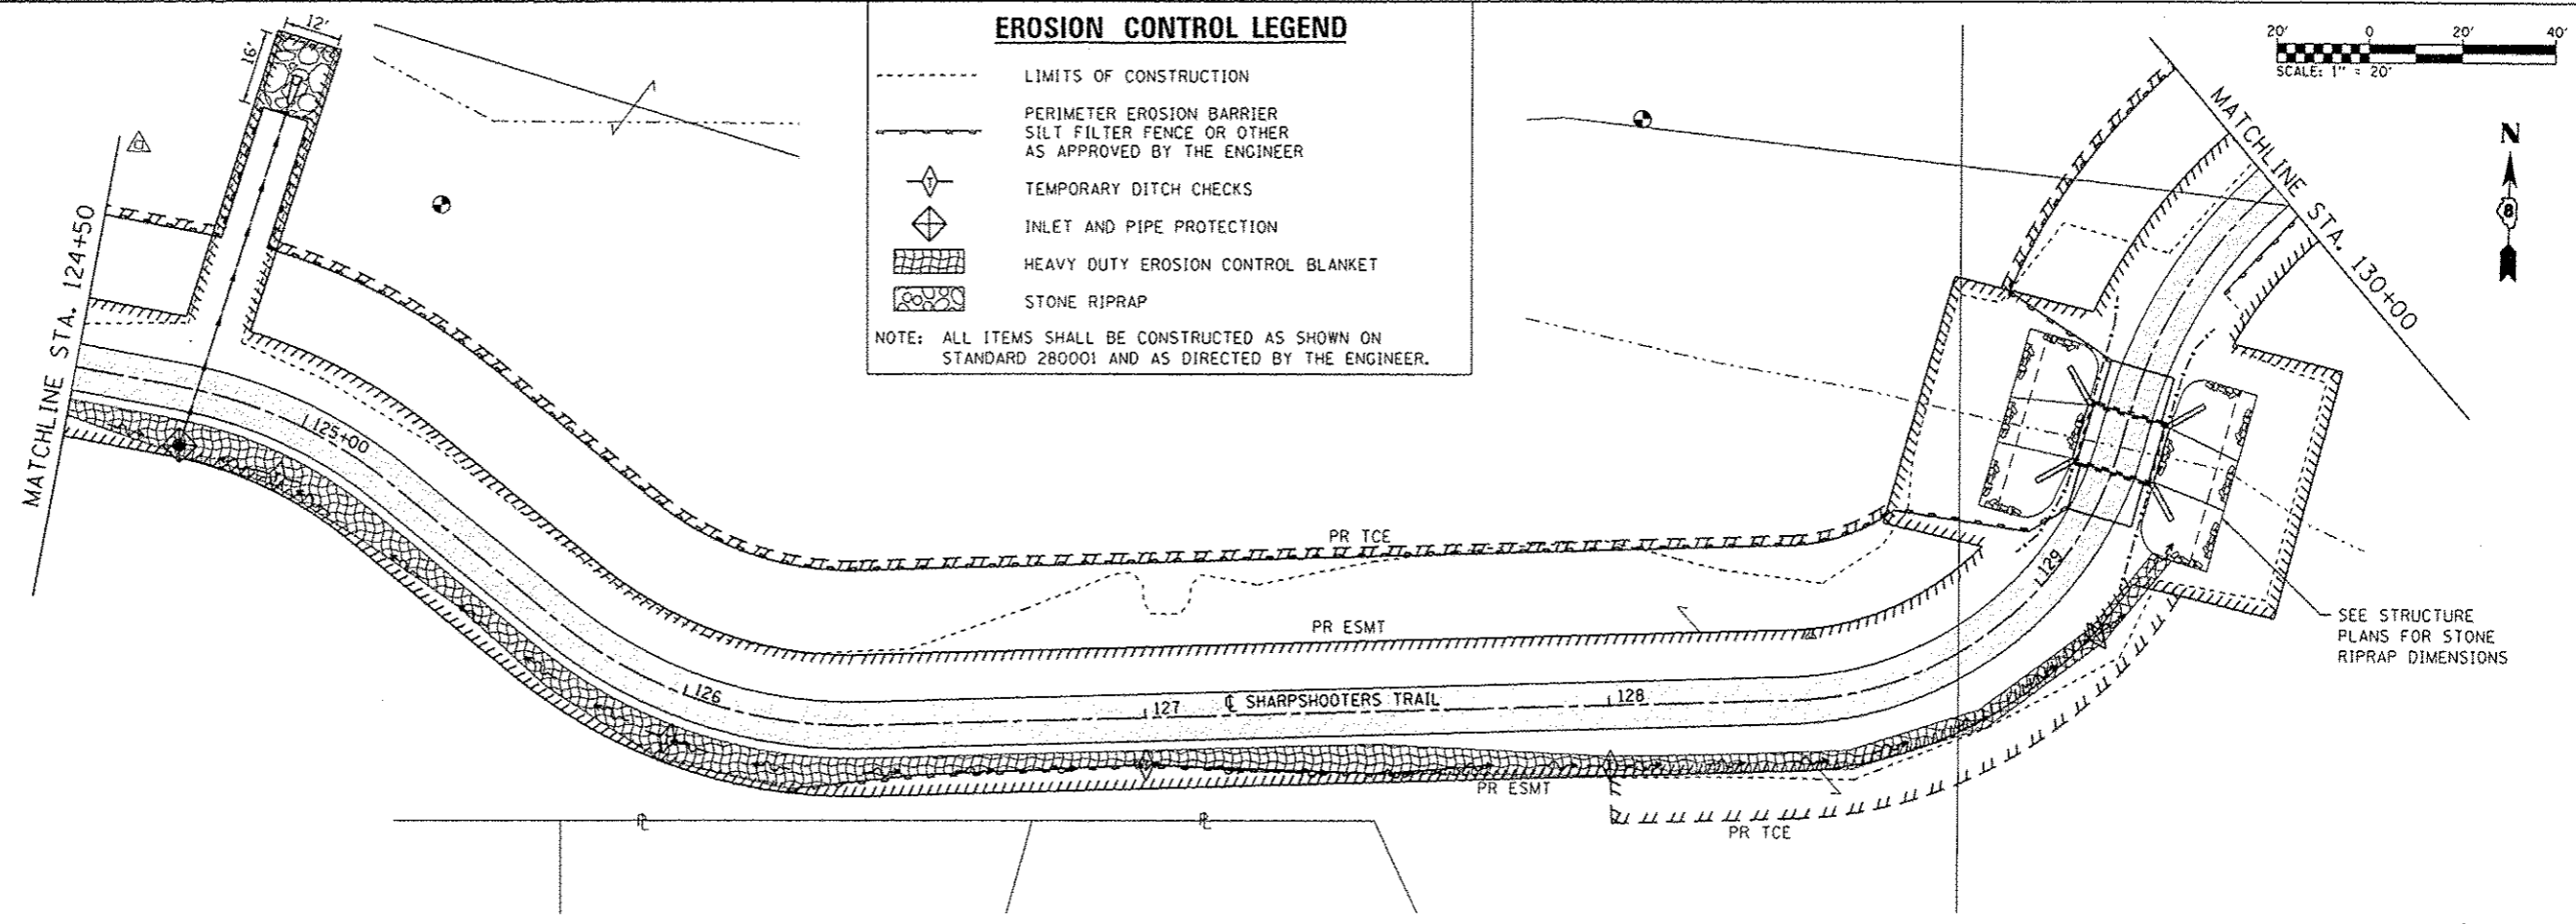 EROSION CONTROL LEGEND
LIMITS OF CONSTRUCTION
PERIMETER EROSION BARRIER
SILT FILTER FENCE OR OTHER
AS APPROVED BY THE ENGINEER
TEMPORARY DITCH CHECKS
INLET AND PIPE PROTECTION
HEAVY DUTY EROSION CONTROL BLANKET
STONE RIPRAP
NOTE: ALL ITEMS SHALL BE CONSTRUCTED AS SHOWN ON
STANDARD 280001 AND AS DIRECTED BY THE ENGINEER.
12'
16'
20' 0 20' 40'
SCALE: 1" = 20'
N
8
MATCHLINE STA. 124+50
MATCHLINE STA. 130+00
125+00
126
127
℄ SHARPSHOOTERS TRAIL
128
129
PR TCE
PR ESMT
PR ESMT
PR TCE
SEE STRUCTURE
PLANS FOR STONE
RIPRAP DIMENSIONS